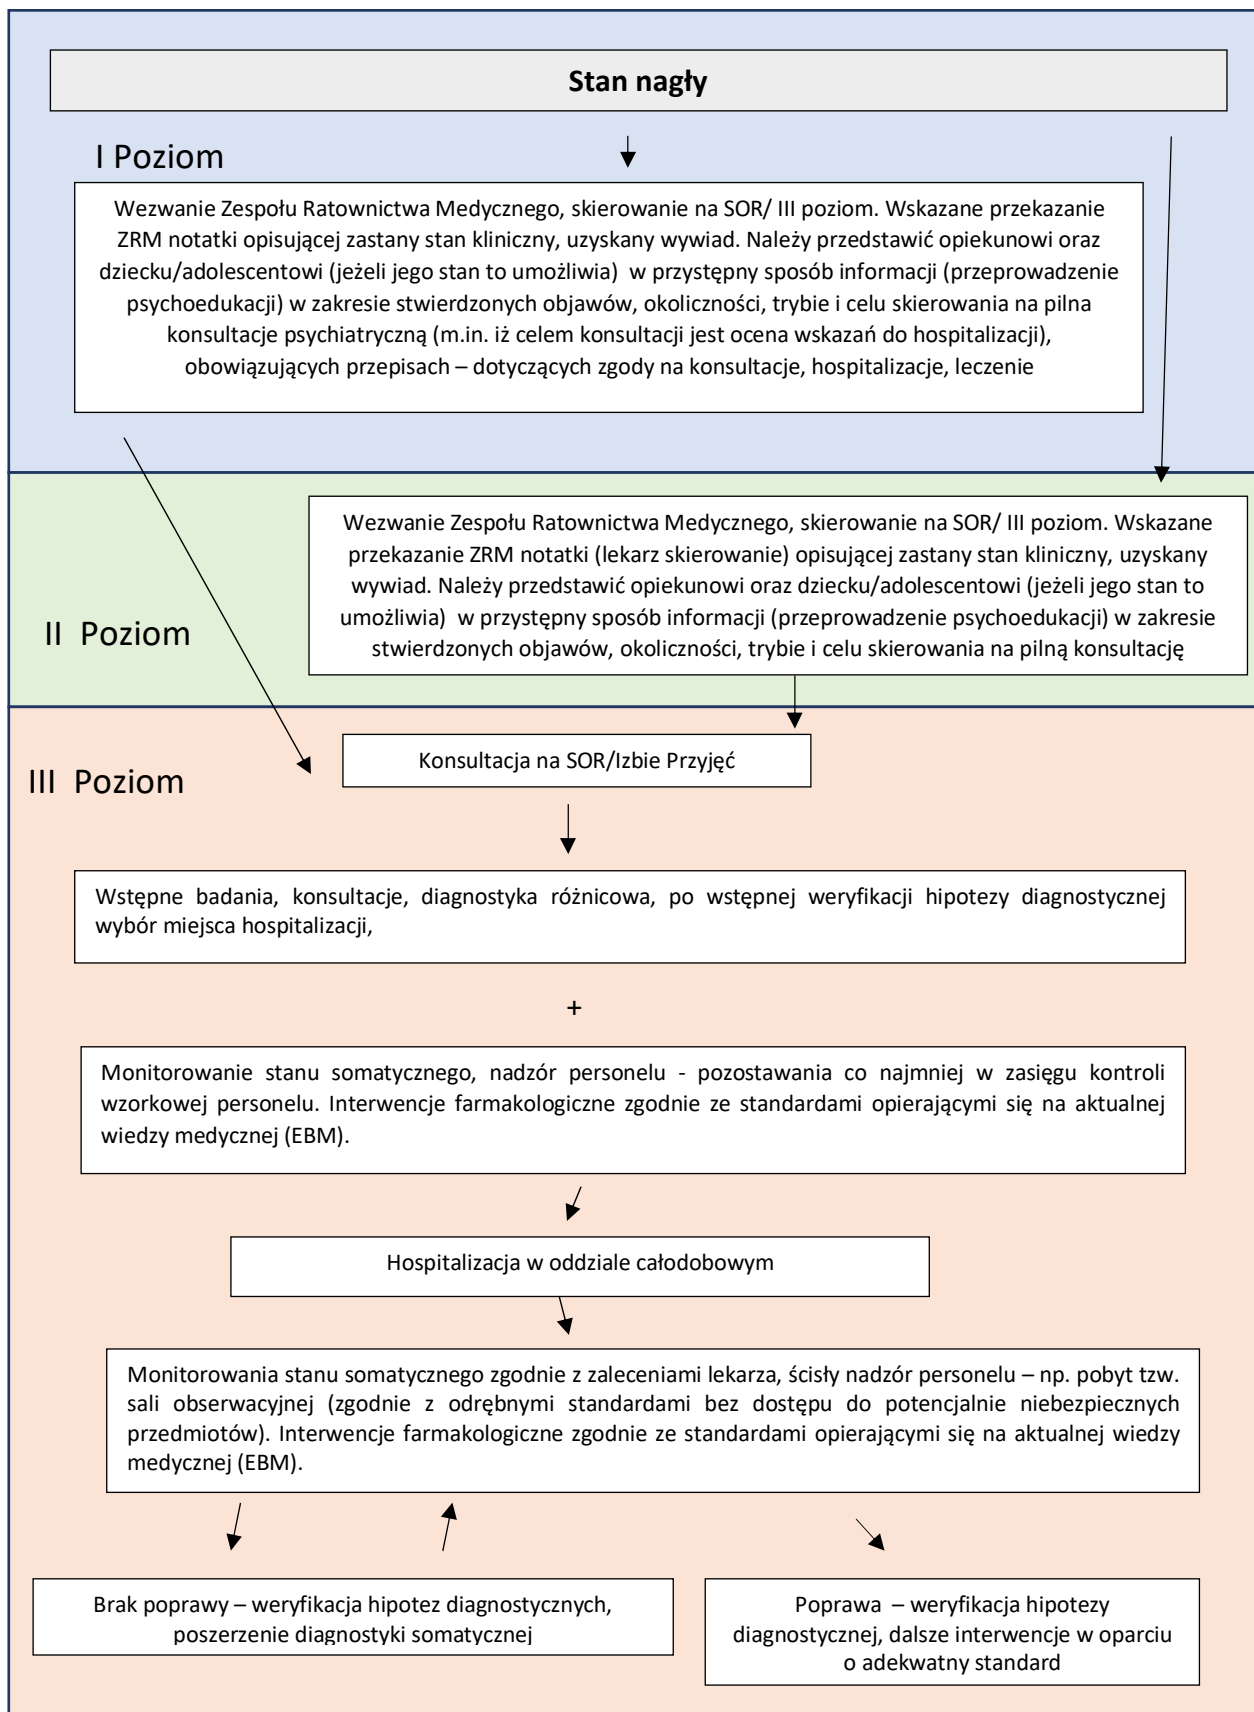 Stan nagły
I Poziom
Wezwanie Zespołu Ratownictwa Medycznego, skierowanie na SOR/ III poziom. Wskazane przekazanie
ZRM notatki opisującej zastany stan kliniczny, uzyskany wywiad. Należy przedstawić opiekunowi oraz
dziecku/adolescentowi (jeżeli jego stan to umożliwia) w przystępny sposób informacji (przeprowadzenie
psychoedukacji) w zakresie stwierdzonych objawów, okoliczności, trybie i celu skierowania na pilna
konsultacje psychiatryczną (m.in. iż celem konsultacji jest ocena wskazań do hospitalizacji),
obowiązujących przepisach – dotyczących zgody na konsultacje, hospitalizacje, leczenie
Wezwanie Zespołu Ratownictwa Medycznego, skierowanie na SOR/ III poziom. Wskazane
przekazanie ZRM notatki (lekarz skierowanie) opisującej zastany stan kliniczny, uzyskany
wywiad. Należy przedstawić opiekunowi oraz dziecku/adolescentowi (jeżeli jego stan to
umożliwia) w przystępny sposób informacji (przeprowadzenie psychoedukacji) w zakresie
stwierdzonych objawów, okoliczności, trybie i celu skierowania na pilną konsultację
II Poziom
Konsultacja na SOR/Izbie Przyjęć
III Poziom
Wstępne badania, konsultacje, diagnostyka różnicowa, po wstępnej weryfikacji hipotezy diagnostycznej
wybór miejsca hospitalizacji,
+
Monitorowanie stanu somatycznego, nadzór personelu - pozostawania co najmniej w zasięgu kontroli
wzorkowej personelu. Interwencje farmakologiczne zgodnie ze standardami opierającymi się na aktualnej
wiedzy medycznej (EBM).
Hospitalizacja w oddziale całodobowym
Monitorowania stanu somatycznego zgodnie z zaleceniami lekarza, ścisły nadzór personelu – np. pobyt tzw.
sali obserwacyjnej (zgodnie z odrębnymi standardami bez dostępu do potencjalnie niebezpiecznych
przedmiotów). Interwencje farmakologiczne zgodnie ze standardami opierającymi się na aktualnej wiedzy
medycznej (EBM).
Brak poprawy – weryfikacja hipotez diagnostycznych,
poszerzenie diagnostyki somatycznej
Poprawa – weryfikacja hipotezy
diagnostycznej, dalsze interwencje w oparciu
o adekwatny standard